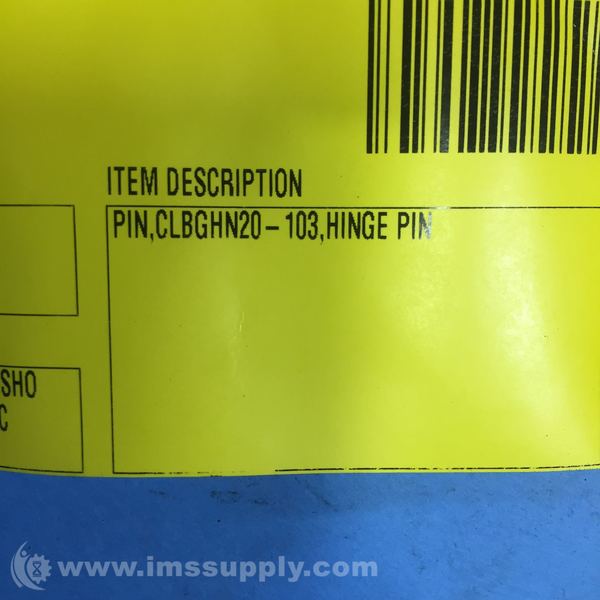 ITEM DESCRIPTION
PIN,CLBGHN20-103,HINGE PIN
SHO
C
www.imssupply.com